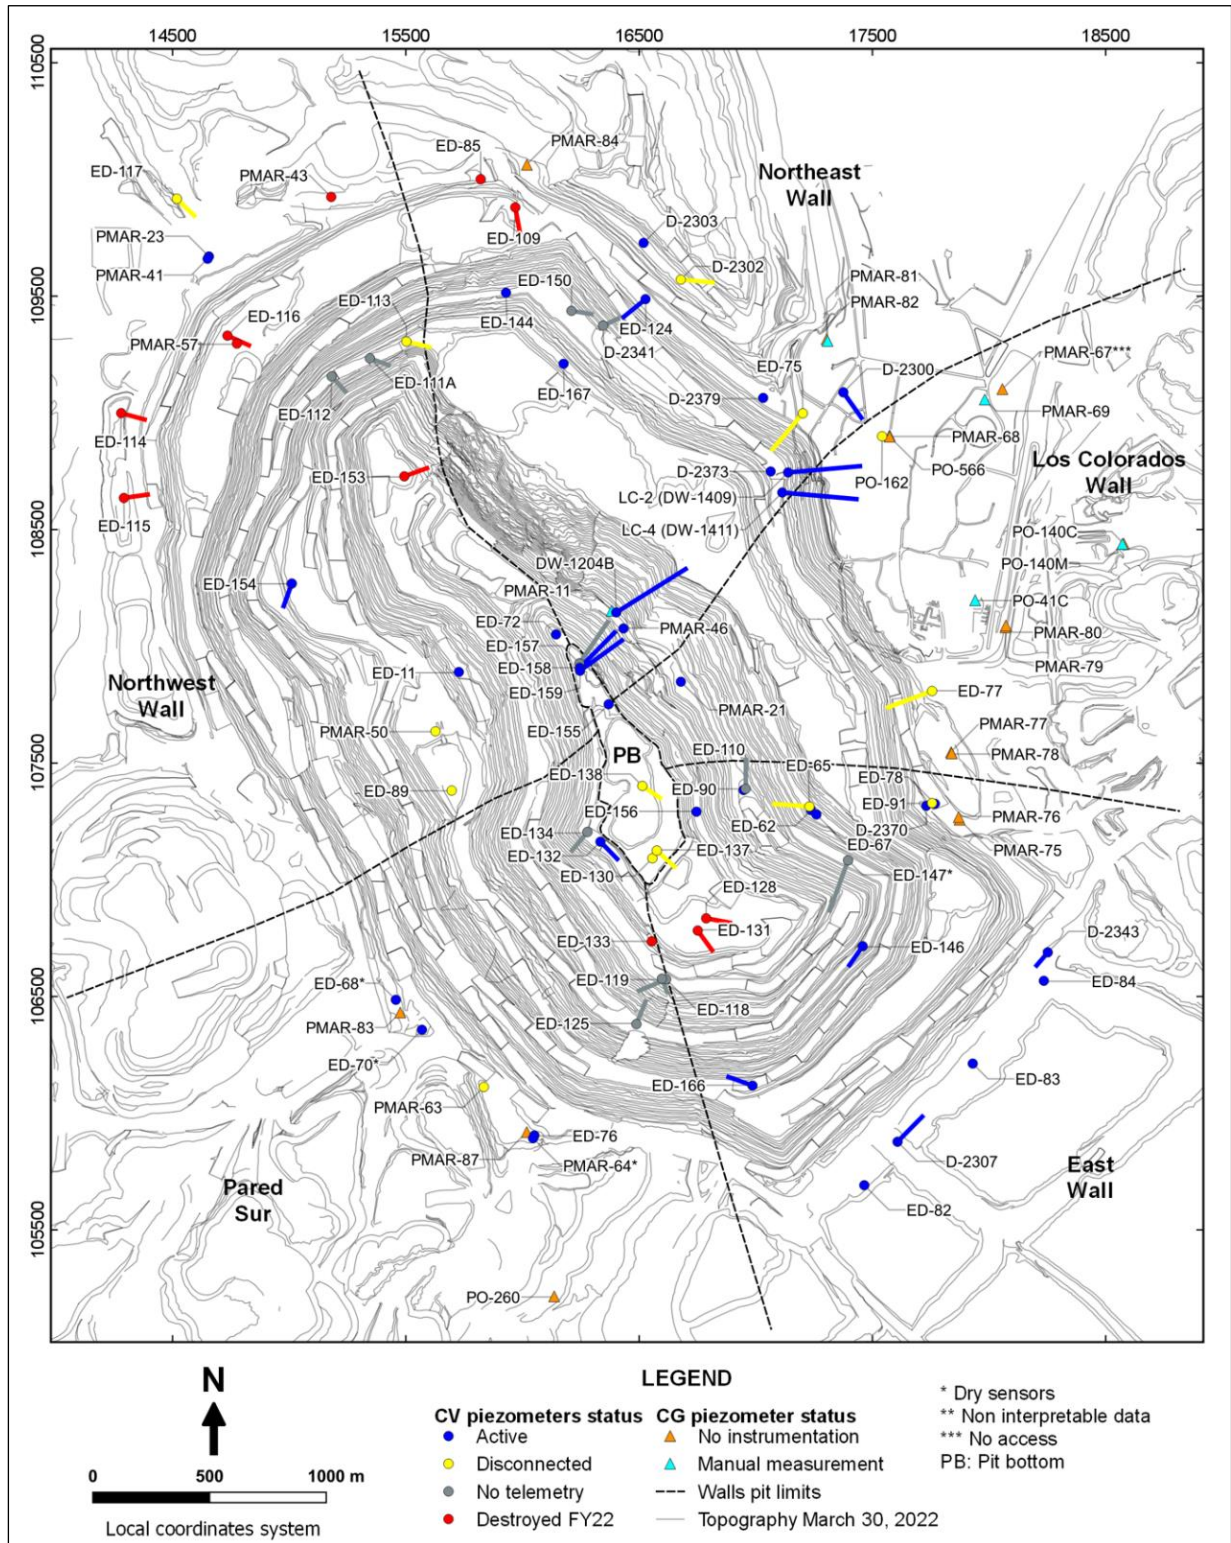 14500 15500 16500 17500 18500
110500
109500
108500
107500
106500
105500
ED-85
PMAR-84
ED-117
PMAR-43
Northeast
Wall
D-2303
PMAR-23
ED-109
PMAR-41
D-2302
ED-150
PMAR-81
ED-113
PMAR-82
ED-116
ED-144
ED-124
D-2341
PMAR-57
PMAR-67***
D-2300
ED-75
ED-111A
ED-167
D-2379
ED-112
PMAR-69
ED-114
PMAR-68
PO-566
ED-153
D-2373
PO-162
Los Colorados
Wall
LC-2 (DW-1409)
ED-115
LC-4 (DW-1411)
PO-140C
DW-1204B
PO-140M
ED-154
PMAR-11
PO-41C
ED-72
PMAR-46
PMAR-80
ED-157
ED-158
PMAR-79
ED-11
ED-159
ED-77
Northwest
Wall
PMAR-21
PMAR-77
PMAR-50
ED-155
ED-110
PB
ED-65
PMAR-78
ED-138
ED-78
ED-89
ED-90
ED-91
ED-156
PMAR-76
ED-134
ED-62
D-2370
ED-132
ED-137
ED-67
PMAR-75
ED-130
ED-147*
ED-128
ED-131
D-2343
ED-133
ED-146
ED-68*
ED-119
ED-84
PMAR-83
ED-118
ED-125
ED-70*
ED-166
ED-83
PMAR-63
ED-76
PMAR-87
PMAR-64*
D-2307
Pared
Sur
East
Wall
ED-82
PO-260
N
0 500 1000 m
Local coordinates system
LEGEND
CV piezometers status
Active
Disconnected
No telemetry
Destroyed FY22
CG piezometer status
No instrumentation
Manual measurement
Walls pit limits
Topography March 30, 2022
* Dry sensors
** Non interpretable data
*** No access
PB: Pit bottom